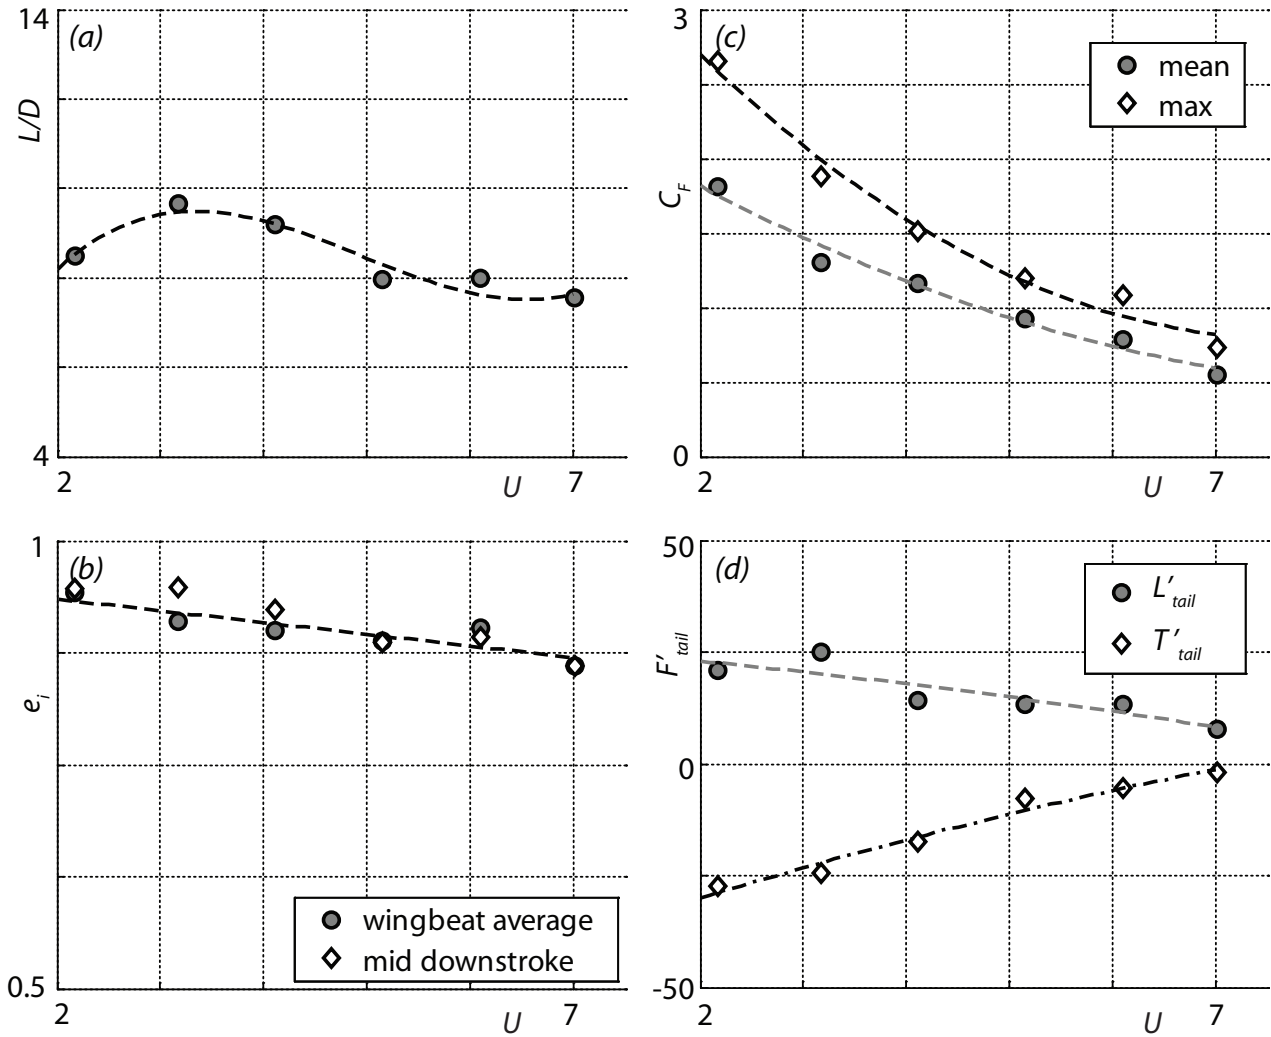 14
(a)
L/D
4
2
U
7
3
(c)
mean
max
C_F
0
2
U
7
1
(b)
e_i
wingbeat average
mid downstroke
0.5
2
U
7
50
(d)
L'_tail
T'_tail
F'_tail
0
-50
2
U
7